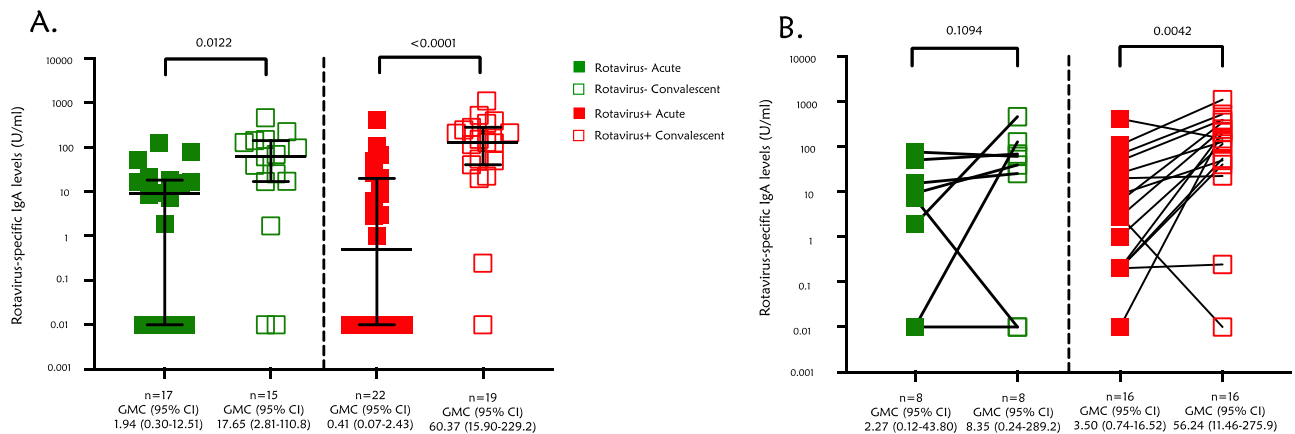 A.
B.
0.0122
<0.0001
0.1094
0.0042
Rotavirus-specific IgA levels (U/ml)
10000
1000
100
10
1
0.1
0.01
0.001
Rotavirus- Acute
Rotavirus- Convalescent
Rotavirus+ Acute
Rotavirus+ Convalescent
n=17
GMC (95% CI)
1.94 (0.30-12.51)
n=15
GMC (95% CI)
17.65 (2.81-110.8)
n=22
GMC (95% CI)
0.41 (0.07-2.43)
n=19
GMC (95% CI)
60.37 (15.90-229.2)
Rotavirus-specific IgA levels (U/ml)
10000
1000
100
10
1
0.1
0.01
0.001
n=8
GMC (95% CI)
2.27 (0.12-43.80)
n=8
GMC (95% CI)
8.35 (0.24-289.2)
n=16
GMC (95% CI)
3.50 (0.74-16.52)
n=16
GMC (95% CI)
56.24 (11.46-275.9)